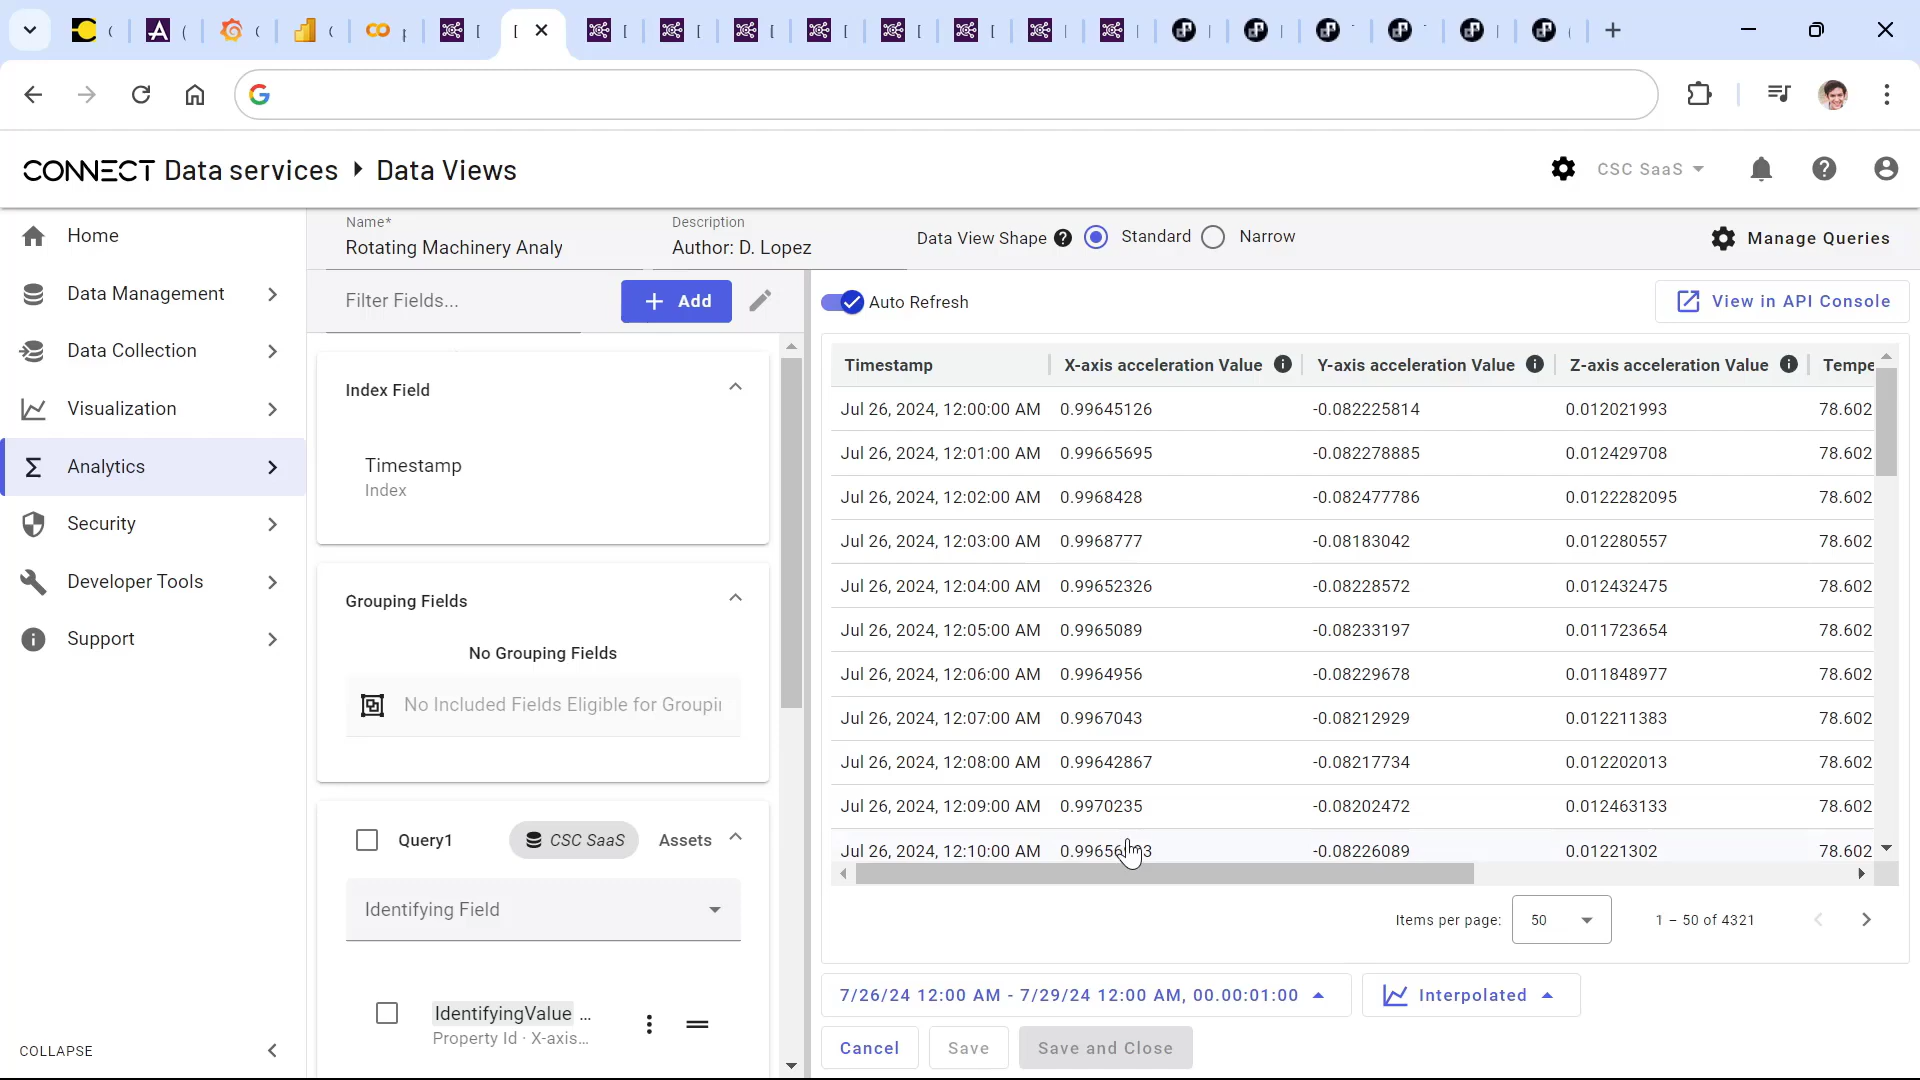 CONNECT Data services Data Views
CSC SaaS
Home
Data Management
Data Collection
Visualization
Analytics
Security
Developer Tools
Support
COLLAPSE
Name*
Rotating Machinery Analy
Description
Author: D. Lopez
Data View Shape ? Standard Narrow
Manage Queries
Filter Fields...
+ Add
Index Field
Timestamp
Index
Grouping Fields
No Grouping Fields
No Included Fields Eligible for Groupi
Query1 CSC SaaS Assets
Identifying Field
IdentifyingValue ...
Property Id · X-axis...
Auto Refresh
View in API Console
Timestamp X-axis acceleration Value Y-axis acceleration Value Z-axis acceleration Value Tempe
Jul 26, 2024, 12:00:00 AM 0.99645126 -0.082225814 0.012021993 78.602
Jul 26, 2024, 12:01:00 AM 0.99665695 -0.082278885 0.012429708 78.602
Jul 26, 2024, 12:02:00 AM 0.9968428 -0.082477786 0.0122282095 78.602
Jul 26, 2024, 12:03:00 AM 0.9968777 -0.08183042 0.012280557 78.602
Jul 26, 2024, 12:04:00 AM 0.99652326 -0.08228572 0.012432475 78.602
Jul 26, 2024, 12:05:00 AM 0.9965089 -0.08233197 0.011723654 78.602
Jul 26, 2024, 12:06:00 AM 0.9964956 -0.08229678 0.011848977 78.602
Jul 26, 2024, 12:07:00 AM 0.9967043 -0.08212929 0.012211383 78.602
Jul 26, 2024, 12:08:00 AM 0.99642867 -0.08217734 0.012202013 78.602
Jul 26, 2024, 12:09:00 AM 0.9970235 -0.08202472 0.012463133 78.602
Jul 26, 2024, 12:10:00 AM -0.08226089 0.01221302 78.602
Items per page: 50 1 – 50 of 4321
7/26/24 12:00 AM - 7/29/24 12:00 AM, 00.00:01:00
Interpolated
Cancel Save Save and Close